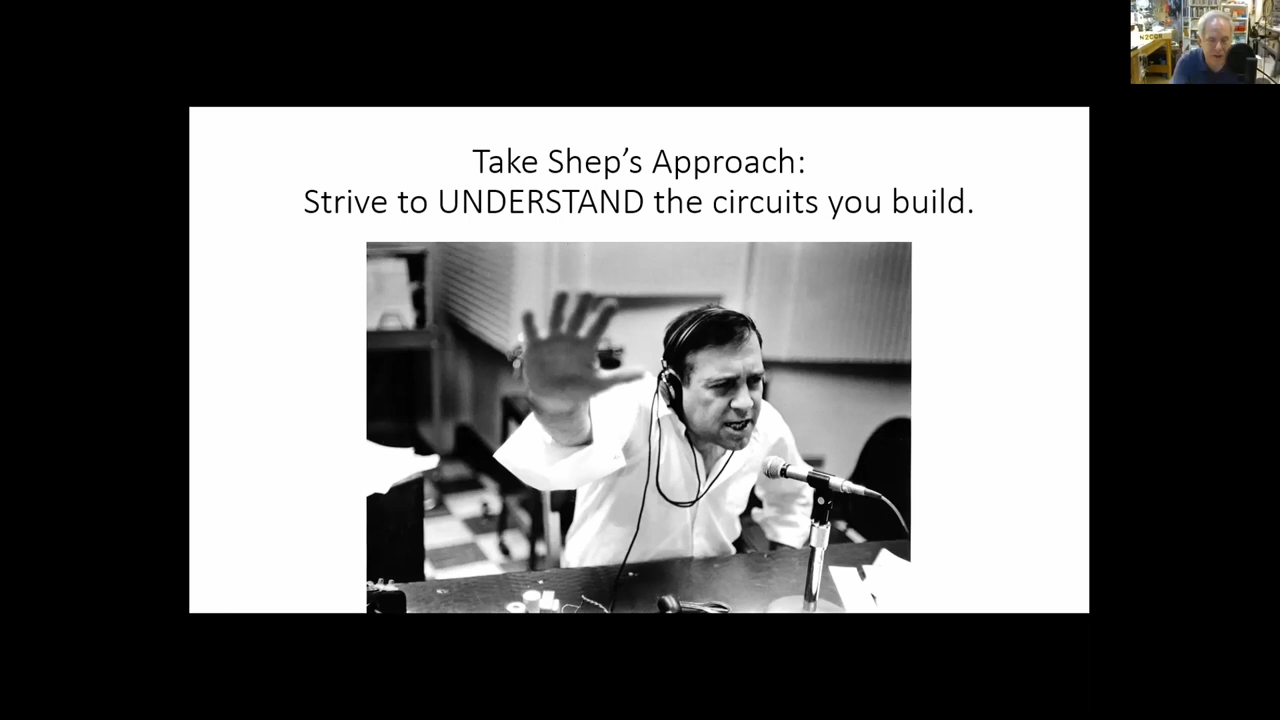 Take Shep’s Approach:
Strive to UNDERSTAND the circuits you build.